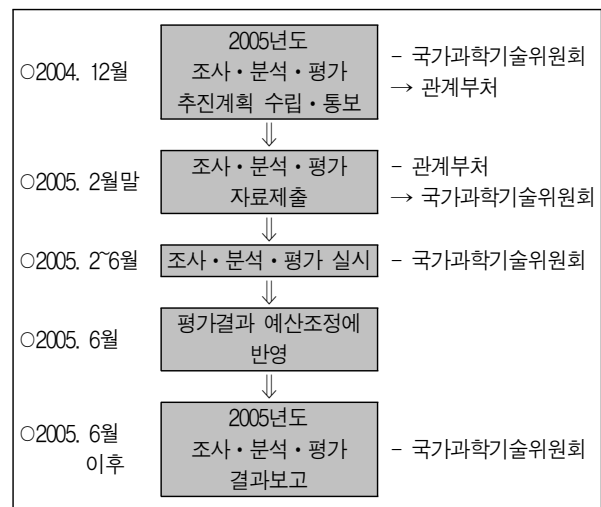 2005년도
○2004. 12월 조사・분석・평가 - 국가과학기술위원회
추진계획 수립・통보 → 관계부처
⇓
조사・분석・평가 - 관계부처
○2005. 2월말 자료제출 → 국가과학기술위원회
⇓
○2005. 2~6월 조사・분석・평가 실시 - 국가과학기술위원회
⇓
평가결과 예산조정에
○2005. 6월 반영
⇓
2005년도
○2005. 6월 조사・분석・평가 - 국가과학기술위원회
이후 결과보고